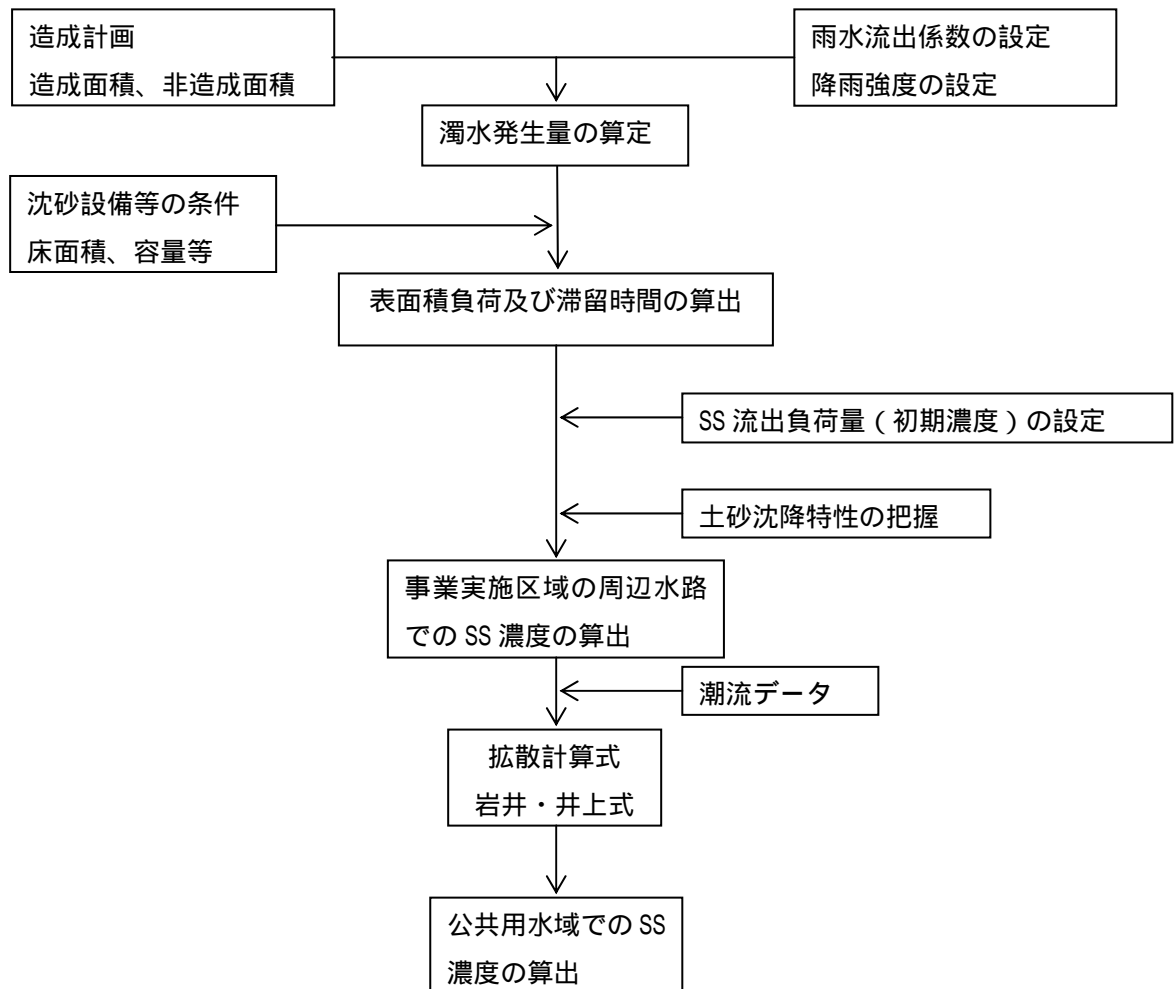 造成計画
造成面積、非造成面積
雨水流出係数の設定
降雨強度の設定
濁水発生量の算定
沈砂設備等の条件
床面積、容量等
表面積負荷及び滞留時間の算出
SS 流出負荷量（初期濃度）の設定
土砂沈降特性の把握
事業実施区域の周辺水路
での SS 濃度の算出
潮流データ
拡散計算式
岩井・井上式
公共用水域での SS
濃度の算出